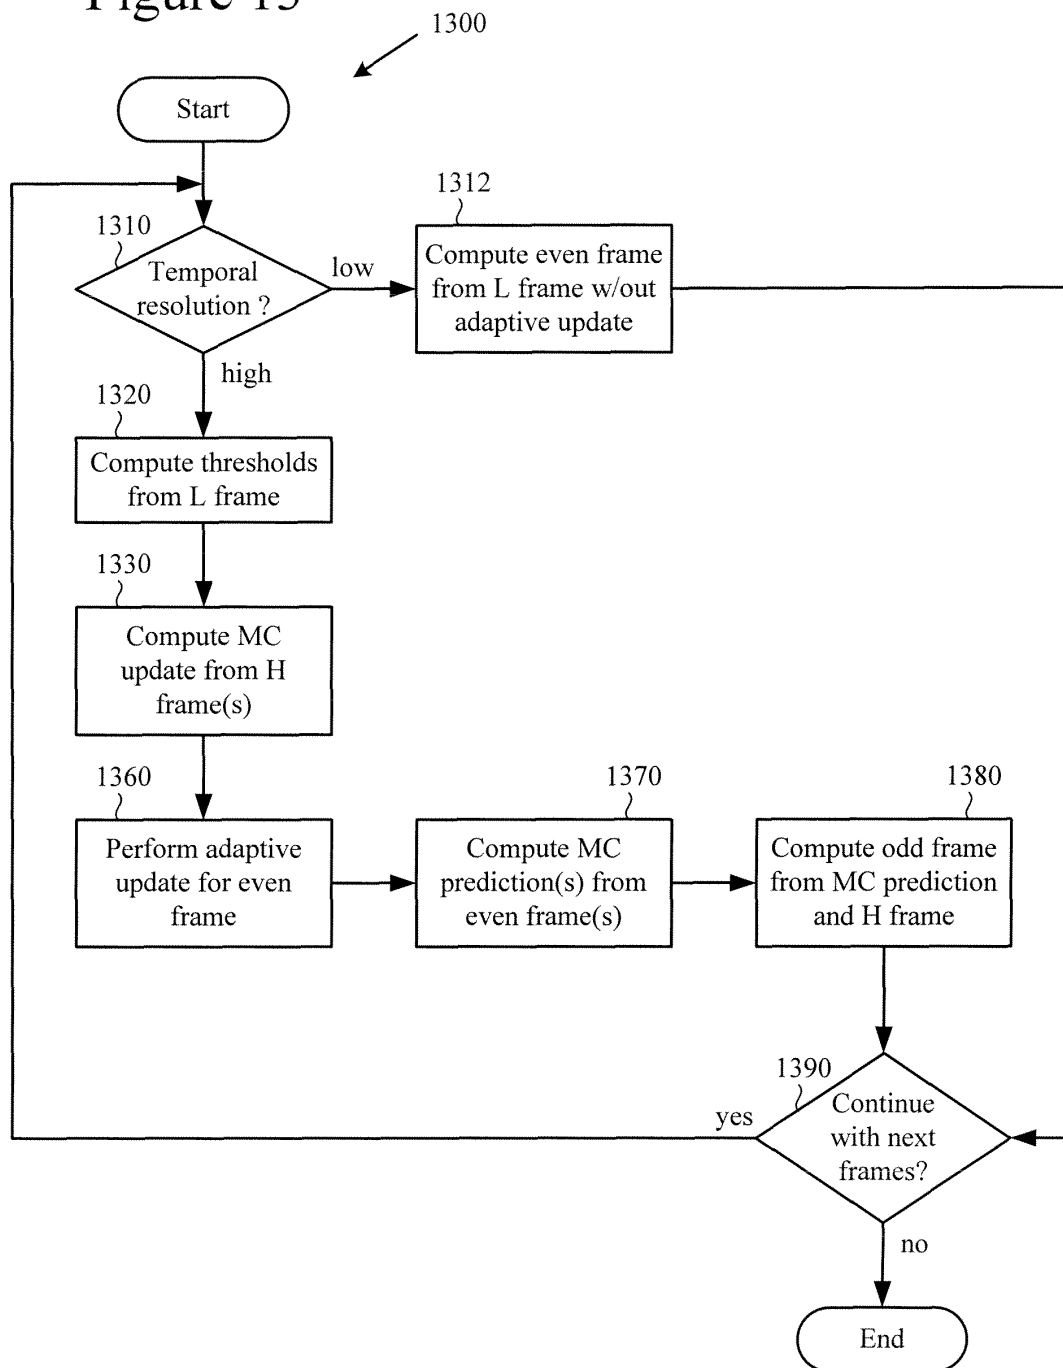 Figure 13
1300
Start
1312
1310
Temporal
resolution ?
low
Compute even frame
from L frame w/out
adaptive update
high
1320
Compute thresholds
from L frame
1330
Compute MC
update from H
frame(s)
1360
Perform adaptive
update for even
frame
1370
Compute MC
prediction(s) from
even frame(s)
1380
Compute odd frame
from MC prediction
and H frame
1390
Continue
with next
frames?
yes
no
End